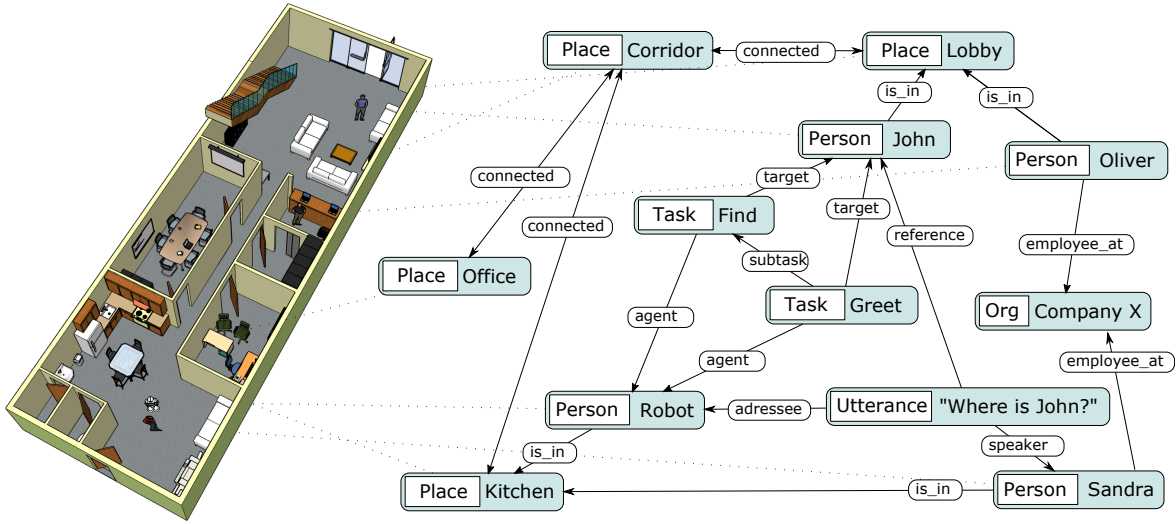 Place Corridor
connected
Place Lobby
is_in
is_in
Person John
Person Oliver
target
connected
target
Task Find
connected
reference
employee_at
subtask
Place Office
Task Greet
Org Company X
agent
agent
employee_at
Person Robot
adressee
Utterance "Where is John?"
is_in
speaker
Place Kitchen
is_in
Person Sandra